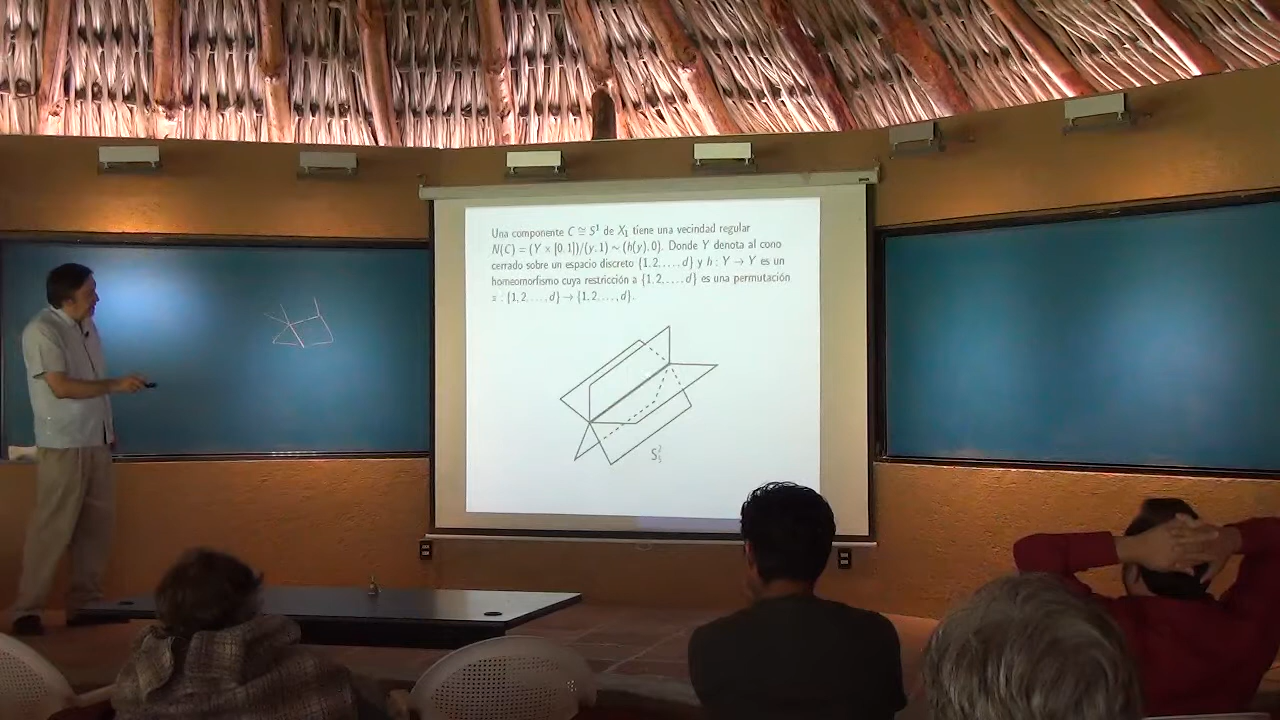 Una componente C ≅ S¹ de X₁ tiene una vecindad regular
N(C) = (Y × [0, 1])/(y, 1) ∼ (h(y), 0). Donde Y denota al cono
cerrado sobre un espacio discreto {1, 2, . . . , d} y h : Y → Y es un
homeomorfismo cuya restricción a {1, 2, . . . , d} es una permutación
: {1, 2, . . . , d} → {1, 2, . . . , d}.